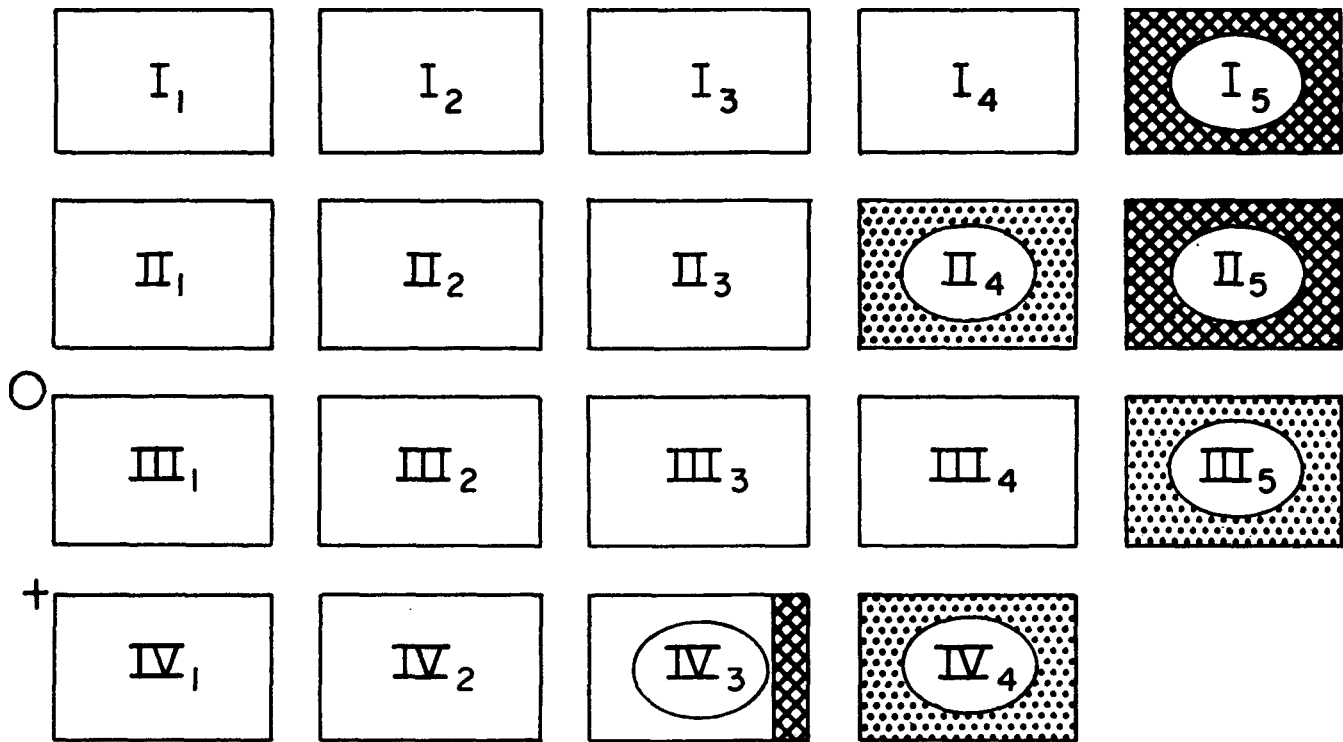 I₁ I₂ I₃ I₄ I₅
II₁ II₂ II₃ II₄ II₅
III₁ III₂ III₃ III₄ III₅
+
IV₁ IV₂ IV₃ IV₄